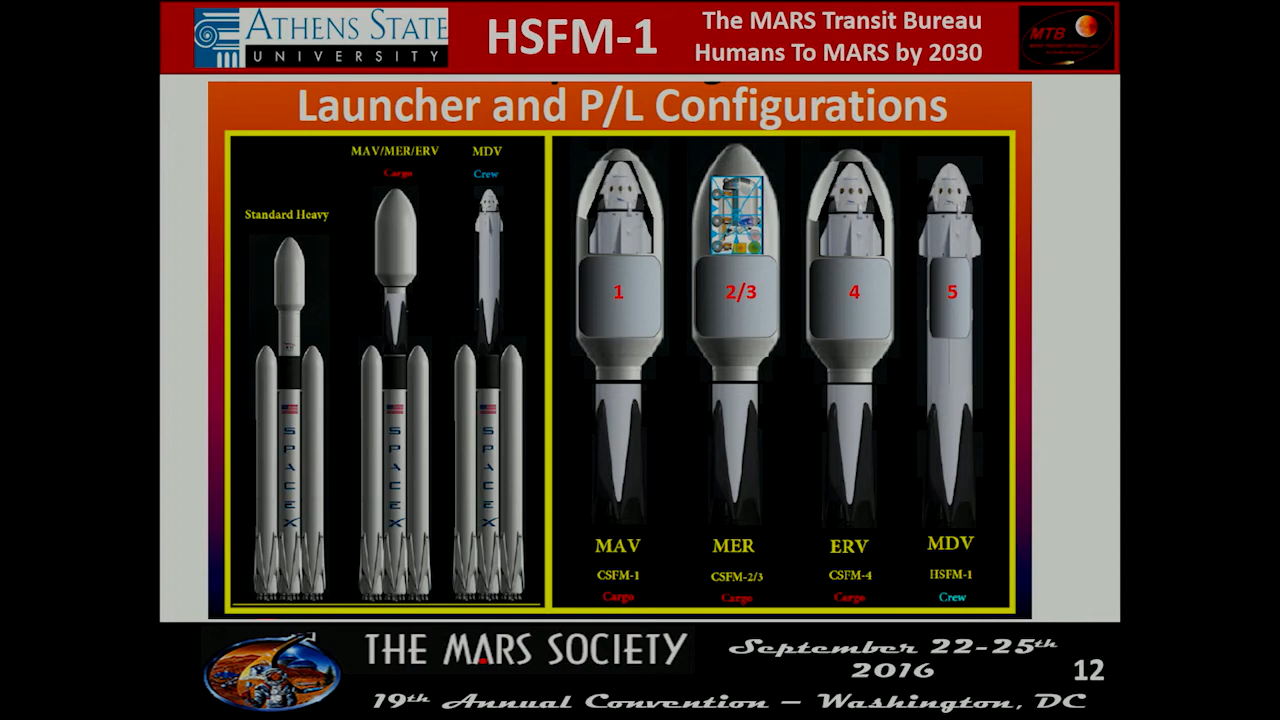 ATHENS STATE
UNIVERSITY
HSFM-1
The MARS Transit Bureau
Humans To MARS by 2030
MTB
Launcher and P/L Configurations
MAV/MER/ERV
Cargo
MDV
Crew
Standard Heavy
SPACEX
SPACEX
SPACEX
1
2/3
4
5
MAV
CSFM-1
Cargo
MER
CSFM-2/3
Cargo
ERV
CSFM-4
Cargo
MDV
HSFM-1
Crew
THE MARS SOCIETY
September 22-25th
2016
12
19th Annual Convention – Washington, DC